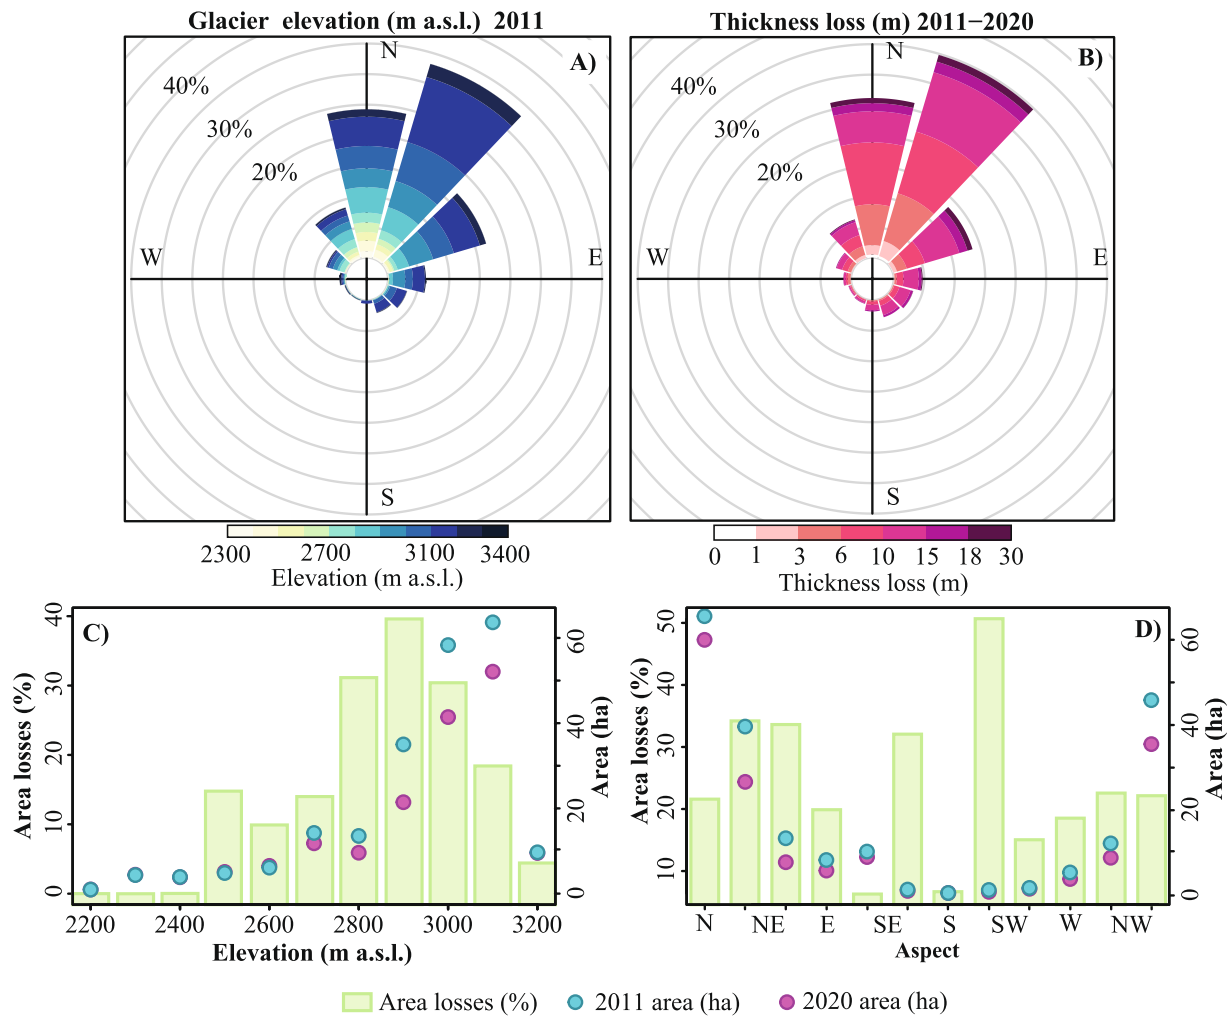 Glacier elevation (m a.s.l.) 2011
Thickness loss (m) 2011−2020
A)
N
40%
30%
20%
W
E
S
B)
N
40%
30%
20%
W
E
S
2300 2700 3100 3400
Elevation (m a.s.l.)
0 1 3 6 10 15 18 30
Thickness loss (m)
C)
Area losses (%)
40
30
20
10
0
60
40
20
0
Area (ha)
2200 2400 2600 2800 3000 3200
Elevation (m a.s.l.)
D)
Area losses (%)
50
40
30
20
10
60
40
20
0
Area (ha)
N NE E SE S SW W NW
Aspect
Area losses (%) 2011 area (ha) 2020 area (ha)